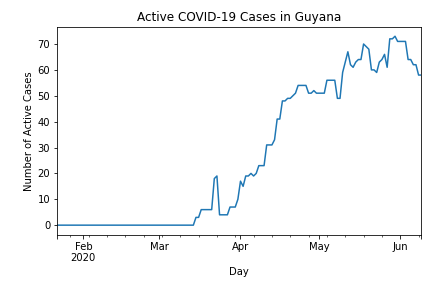 Active COVID-19 Cases in Guyana
Number of Active Cases
70
60
50
40
30
20
10
0
Feb Mar Apr May Jun
2020
Day